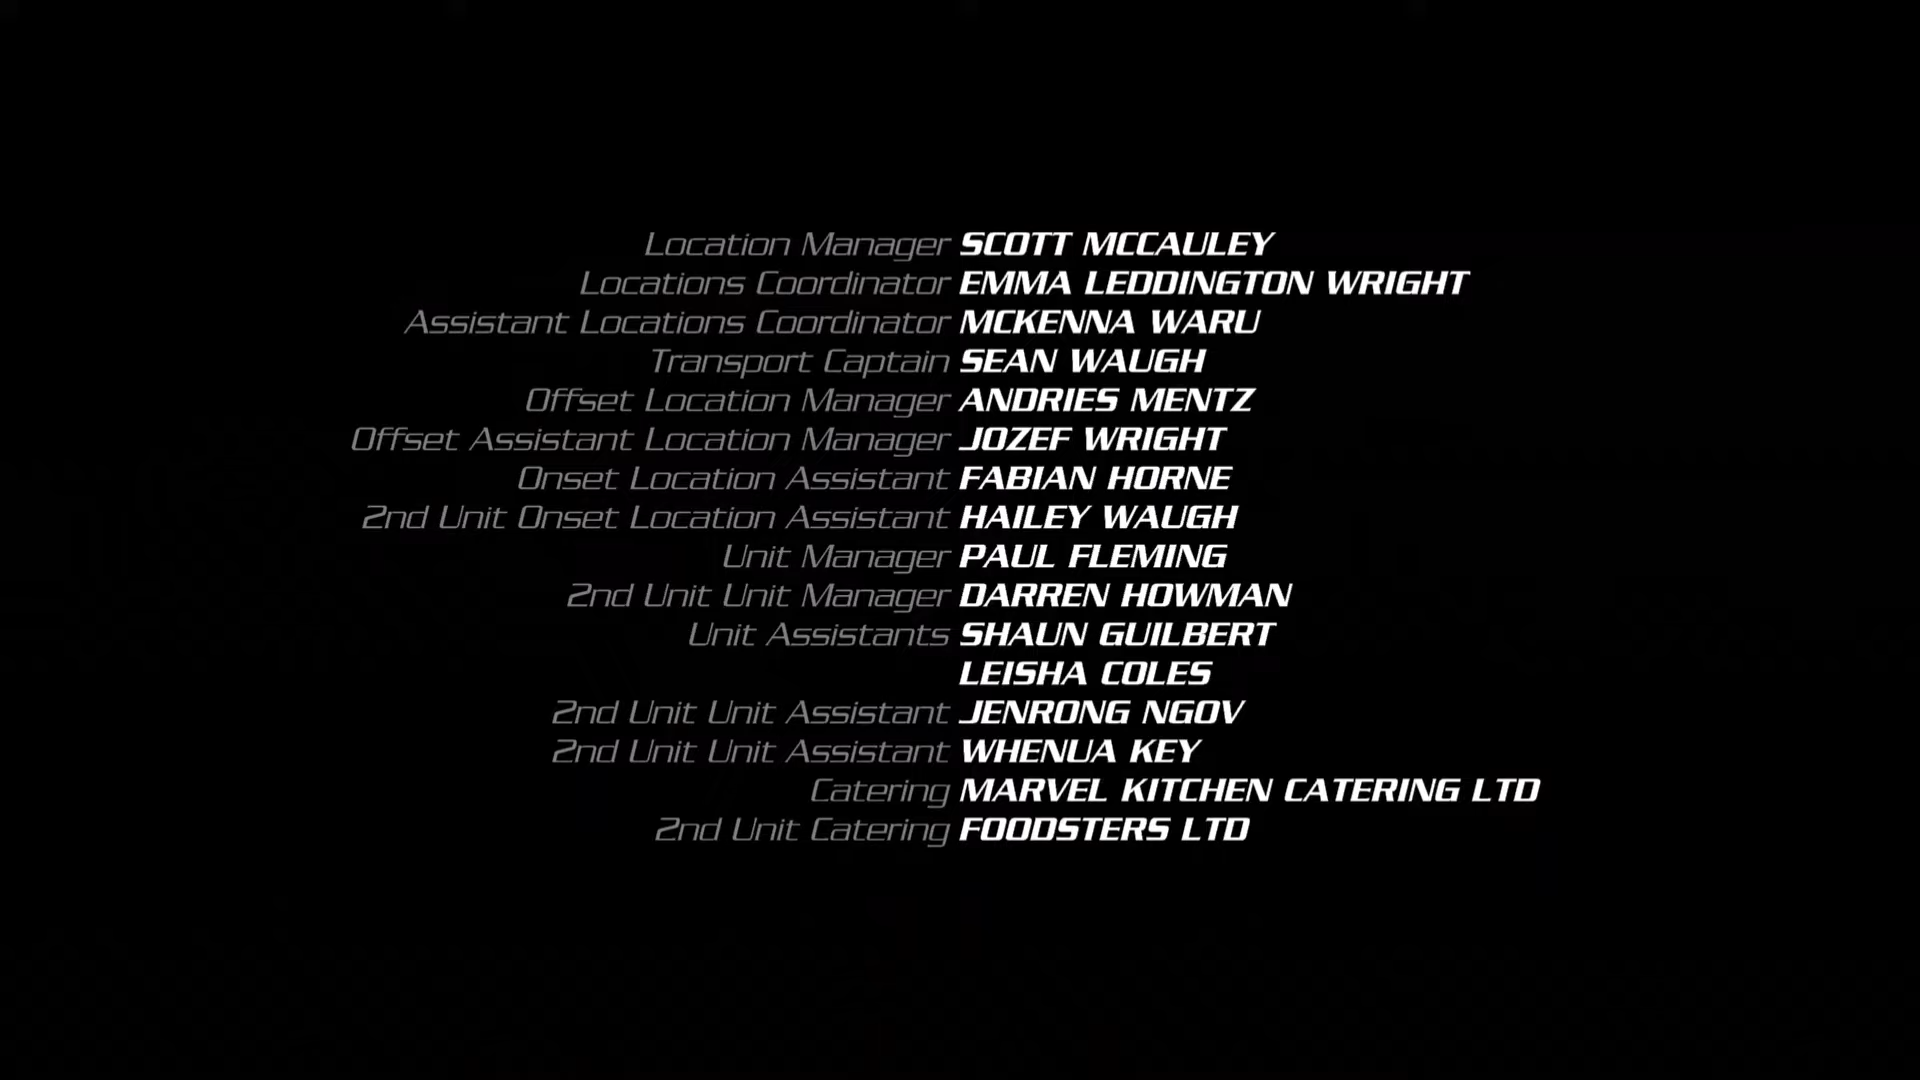 Location Manager SCOTT MCCAULEY
Locations Coordinator EMMA LEDDINGTON WRIGHT
Assistant Locations Coordinator MCKENNA WARU
Transport Captain SEAN WAUGH
Offset Location Manager ANDRIES MENTZ
Offset Assistant Location Manager JOZEF WRIGHT
Onset Location Assistant FABIAN HORNE
2nd Unit Onset Location Assistant HAILEY WAUGH
Unit Manager PAUL FLEMING
2nd Unit Unit Manager DARREN HOWMAN
Unit Assistants SHAUN GUILBERT
LEISHA COLES
2nd Unit Unit Assistant JENRONG NGOV
2nd Unit Unit Assistant WHENUA KEY
Catering MARVEL KITCHEN CATERING LTD
2nd Unit Catering FOODSTERS LTD